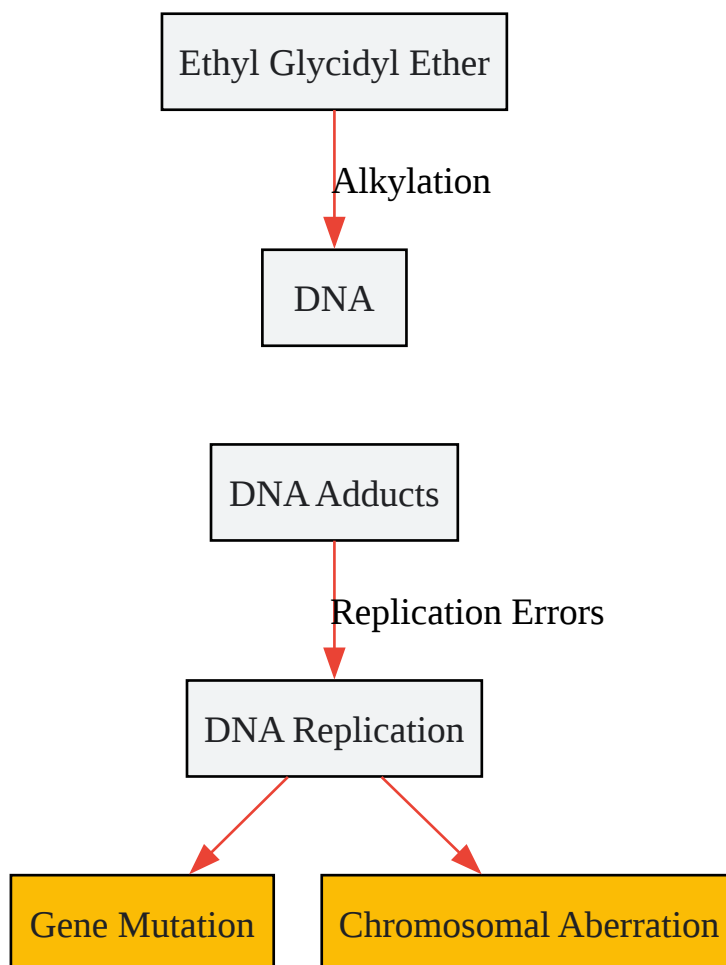 Ethyl Glycidyl Ether
Alkylation
DNA
DNA Adducts
Replication Errors
DNA Replication
Gene Mutation
Chromosomal Aberration